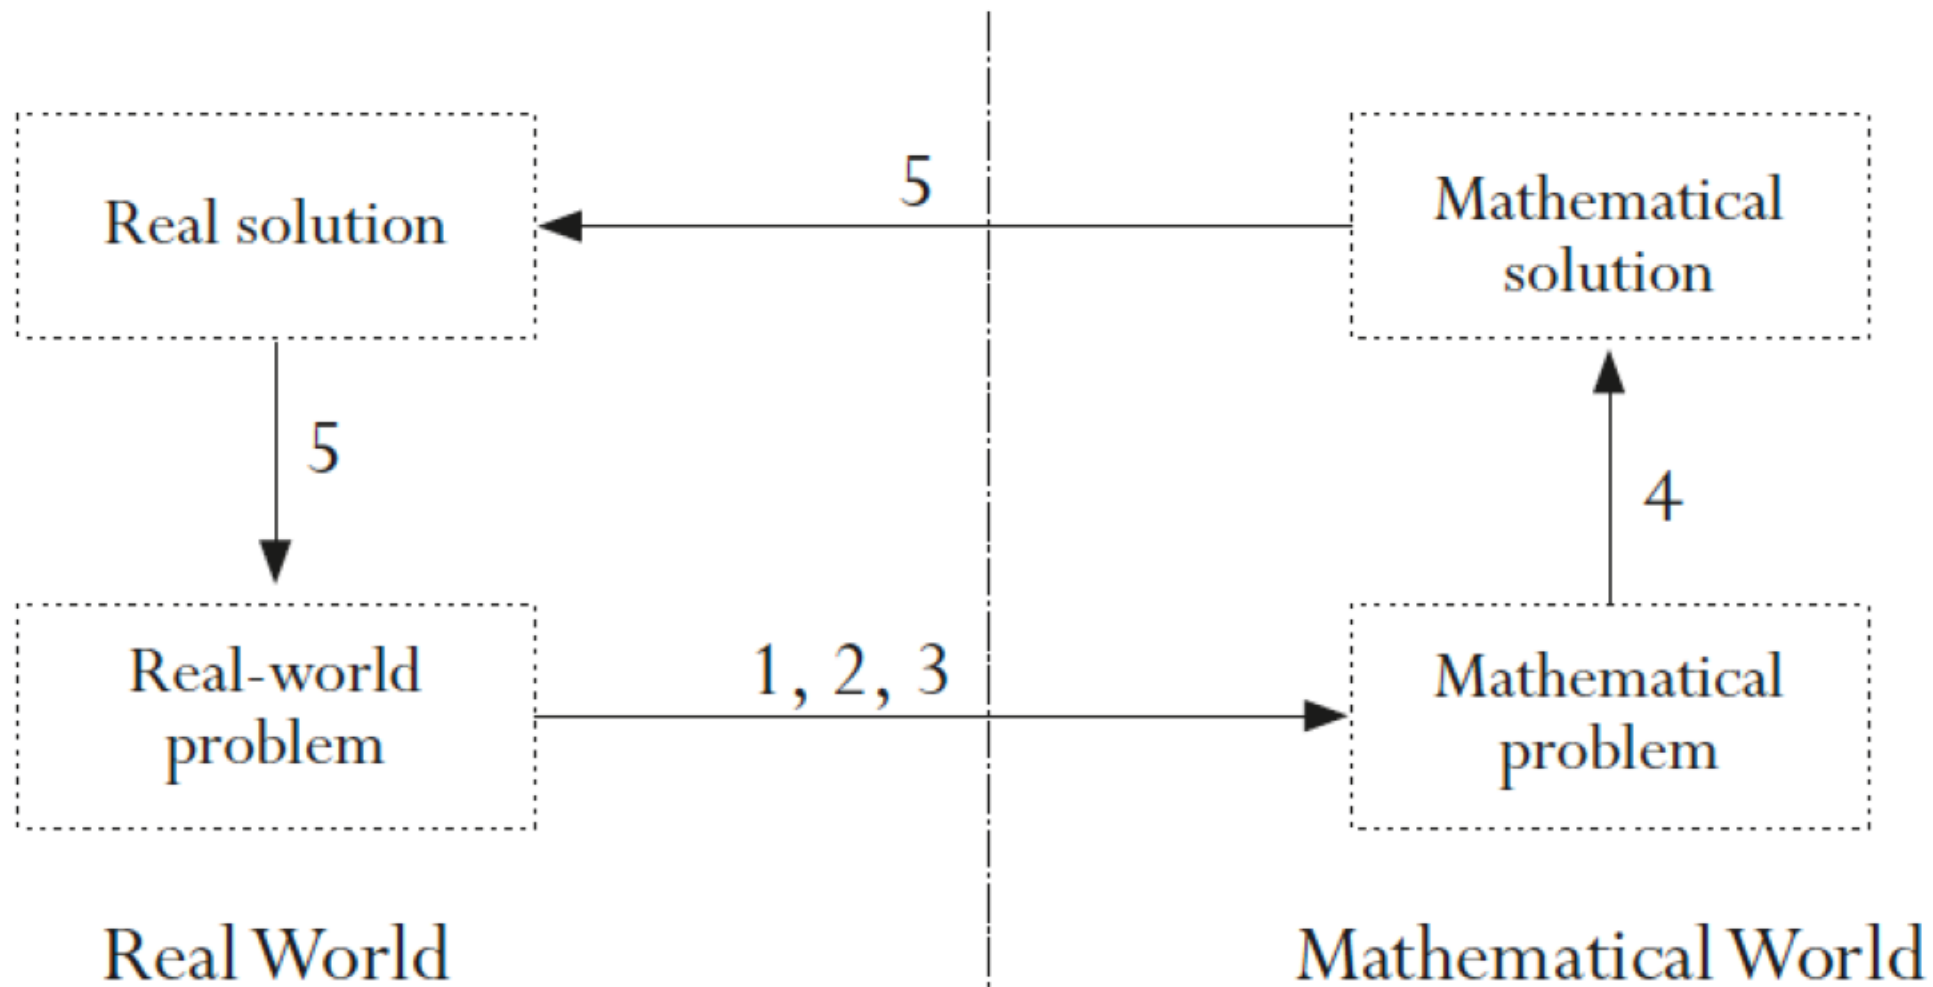 Real solution
5
Mathematical
solution
5
4
Real-world
problem
1, 2, 3
Mathematical
problem
Real World
Mathematical World